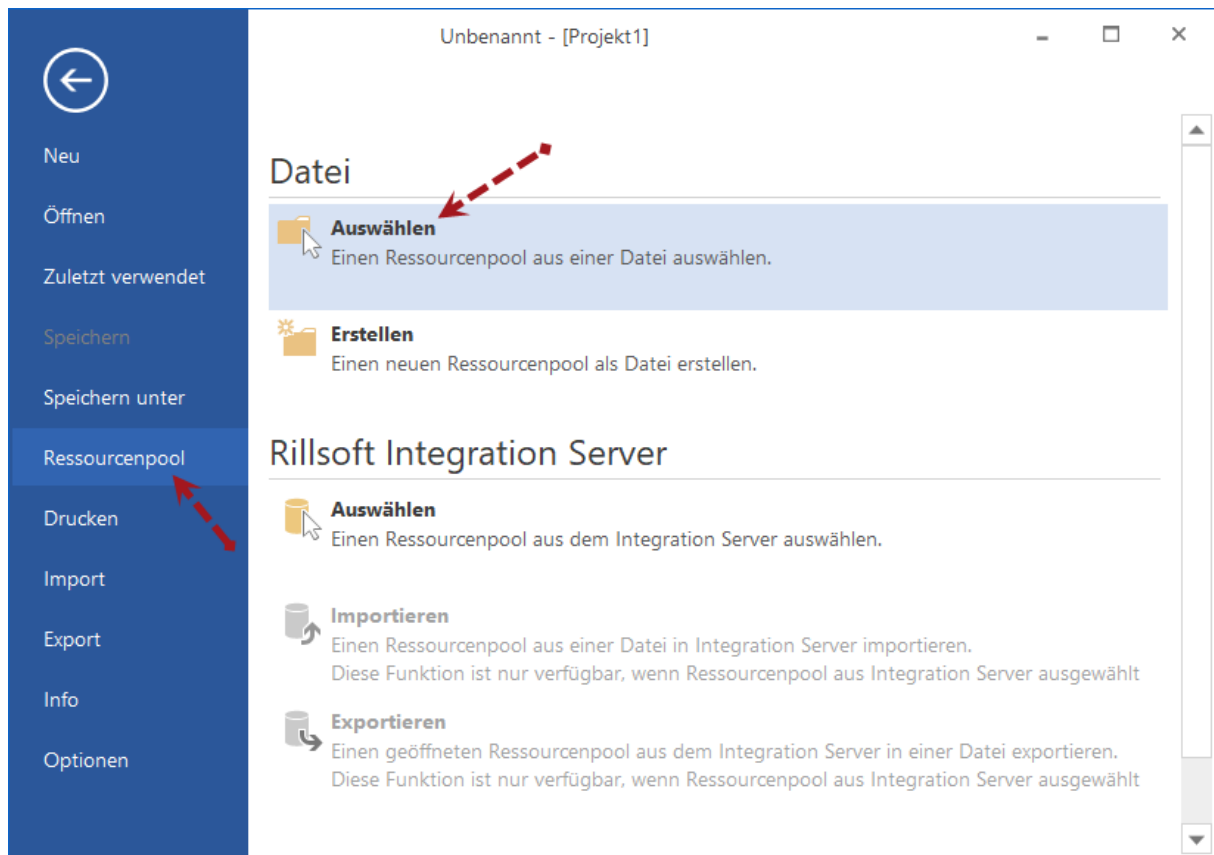 Unbenannt - [Projekt1]
Neu
Öffnen
Zuletzt verwendet
Speichern
Speichern unter
Ressourcenpool
Drucken
Import
Export
Info
Optionen
Datei
Auswählen
Einen Ressourcenpool aus einer Datei auswählen.
Erstellen
Einen neuen Ressourcenpool als Datei erstellen.
Rillsoft Integration Server
Auswählen
Einen Ressourcenpool aus dem Integration Server auswählen.
Importieren
Einen Ressourcenpool aus einer Datei in Integration Server importieren.
Diese Funktion ist nur verfügbar, wenn Ressourcenpool aus Integration Server ausgewählt
Exportieren
Einen geöffneten Ressourcenpool aus dem Integration Server in einer Datei exportieren.
Diese Funktion ist nur verfügbar, wenn Ressourcenpool aus Integration Server ausgewählt